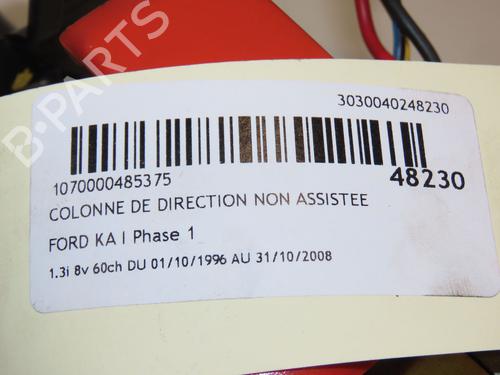 B-PARTS
3030040248230
1070000485375
48230
COLONNE DE DIRECTION NON ASSISTEE
FORD KA I Phase 1
1.3i 8v 60ch DU 01/10/1996 AU 31/10/2008